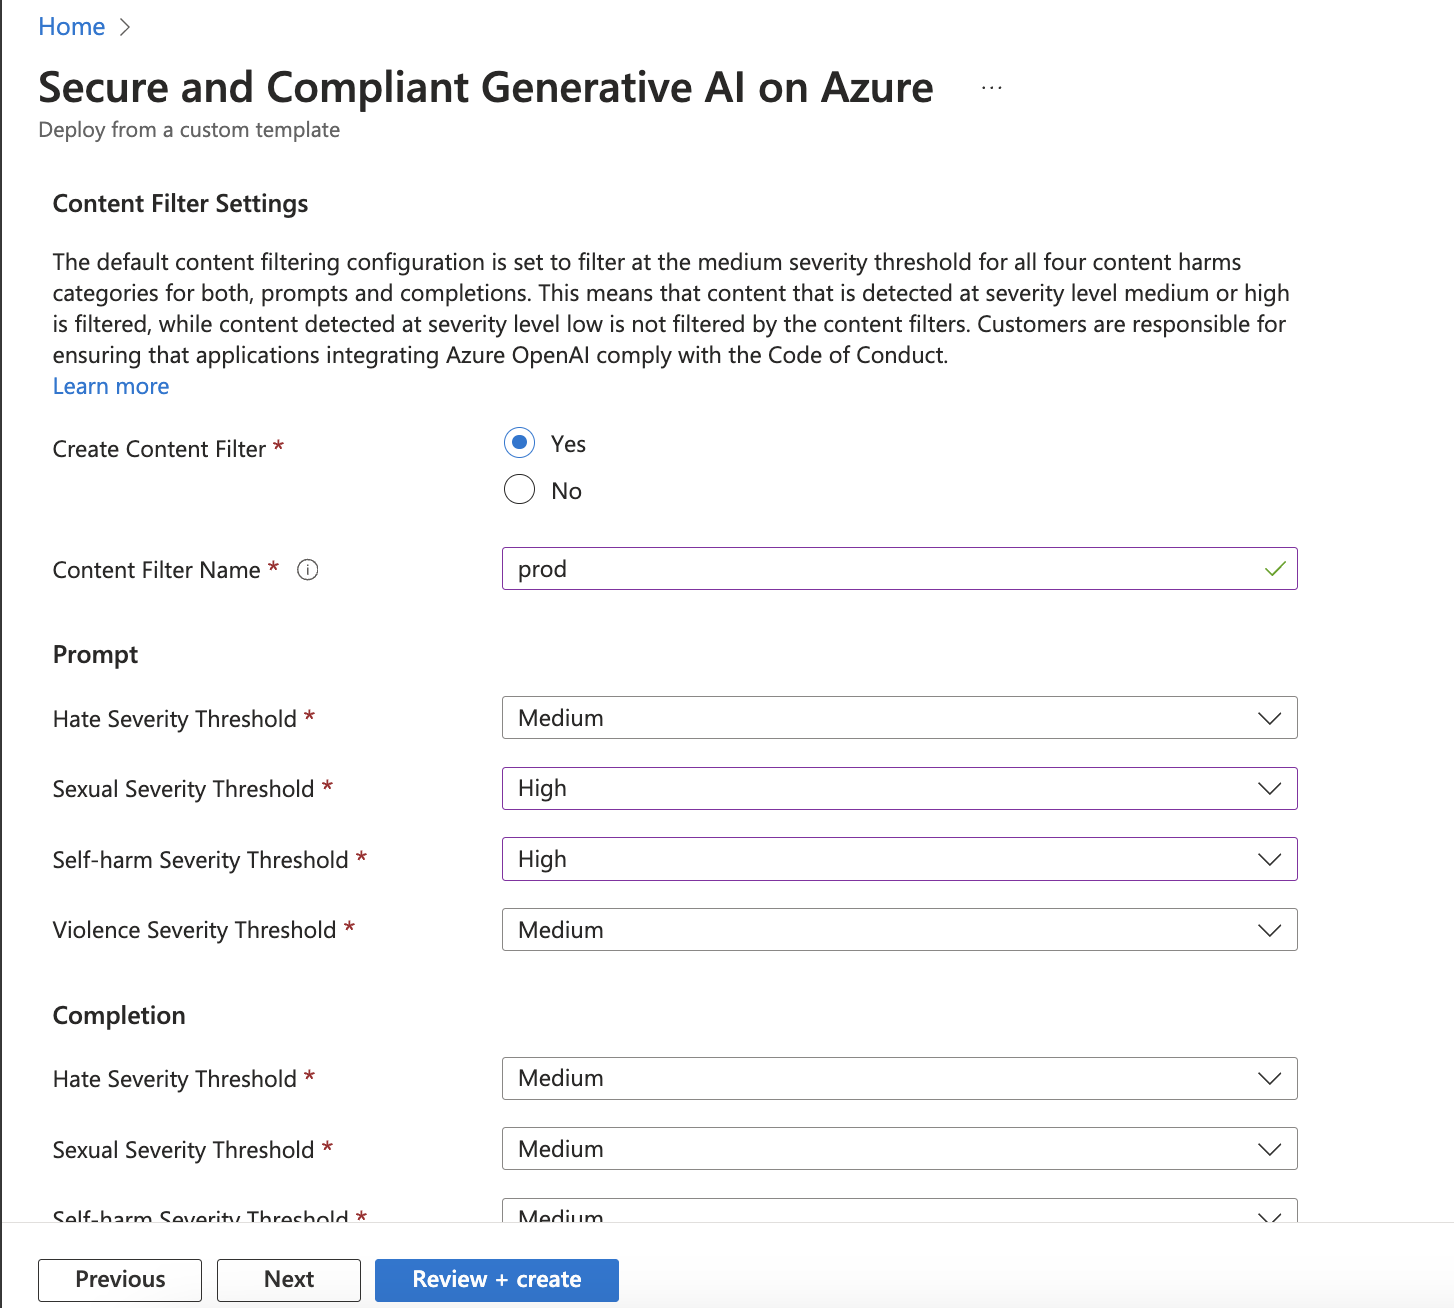 Home
Secure and Compliant Generative AI on Azure ...
Deploy from a custom template
Content Filter Settings
The default content filtering configuration is set to filter at the medium severity threshold for all four content harms
categories for both, prompts and completions. This means that content that is detected at severity level medium or high
is filtered, while content detected at severity level low is not filtered by the content filters. Customers are responsible for
ensuring that applications integrating Azure OpenAI comply with the Code of Conduct.
Learn more
Create Content Filter *
Yes
No
Content Filter Name *
prod
Prompt
Hate Severity Threshold *
Medium
Sexual Severity Threshold *
High
Self-harm Severity Threshold *
High
Violence Severity Threshold *
Medium
Completion
Hate Severity Threshold *
Medium
Sexual Severity Threshold *
Medium
Self-harm Severity Threshold *
Medium
Previous
Next
Review + create